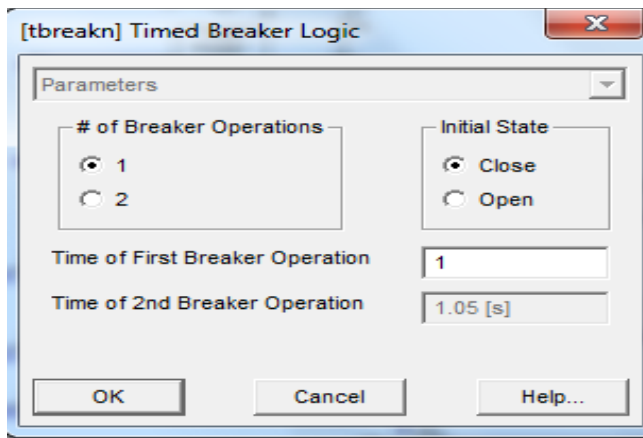 [tbreakn] Timed Breaker Logic
Parameters
# of Breaker Operations
1
2
Initial State
Close
Open
Time of First Breaker Operation 1
Time of 2nd Breaker Operation 1.05 [s]
OK Cancel Help...